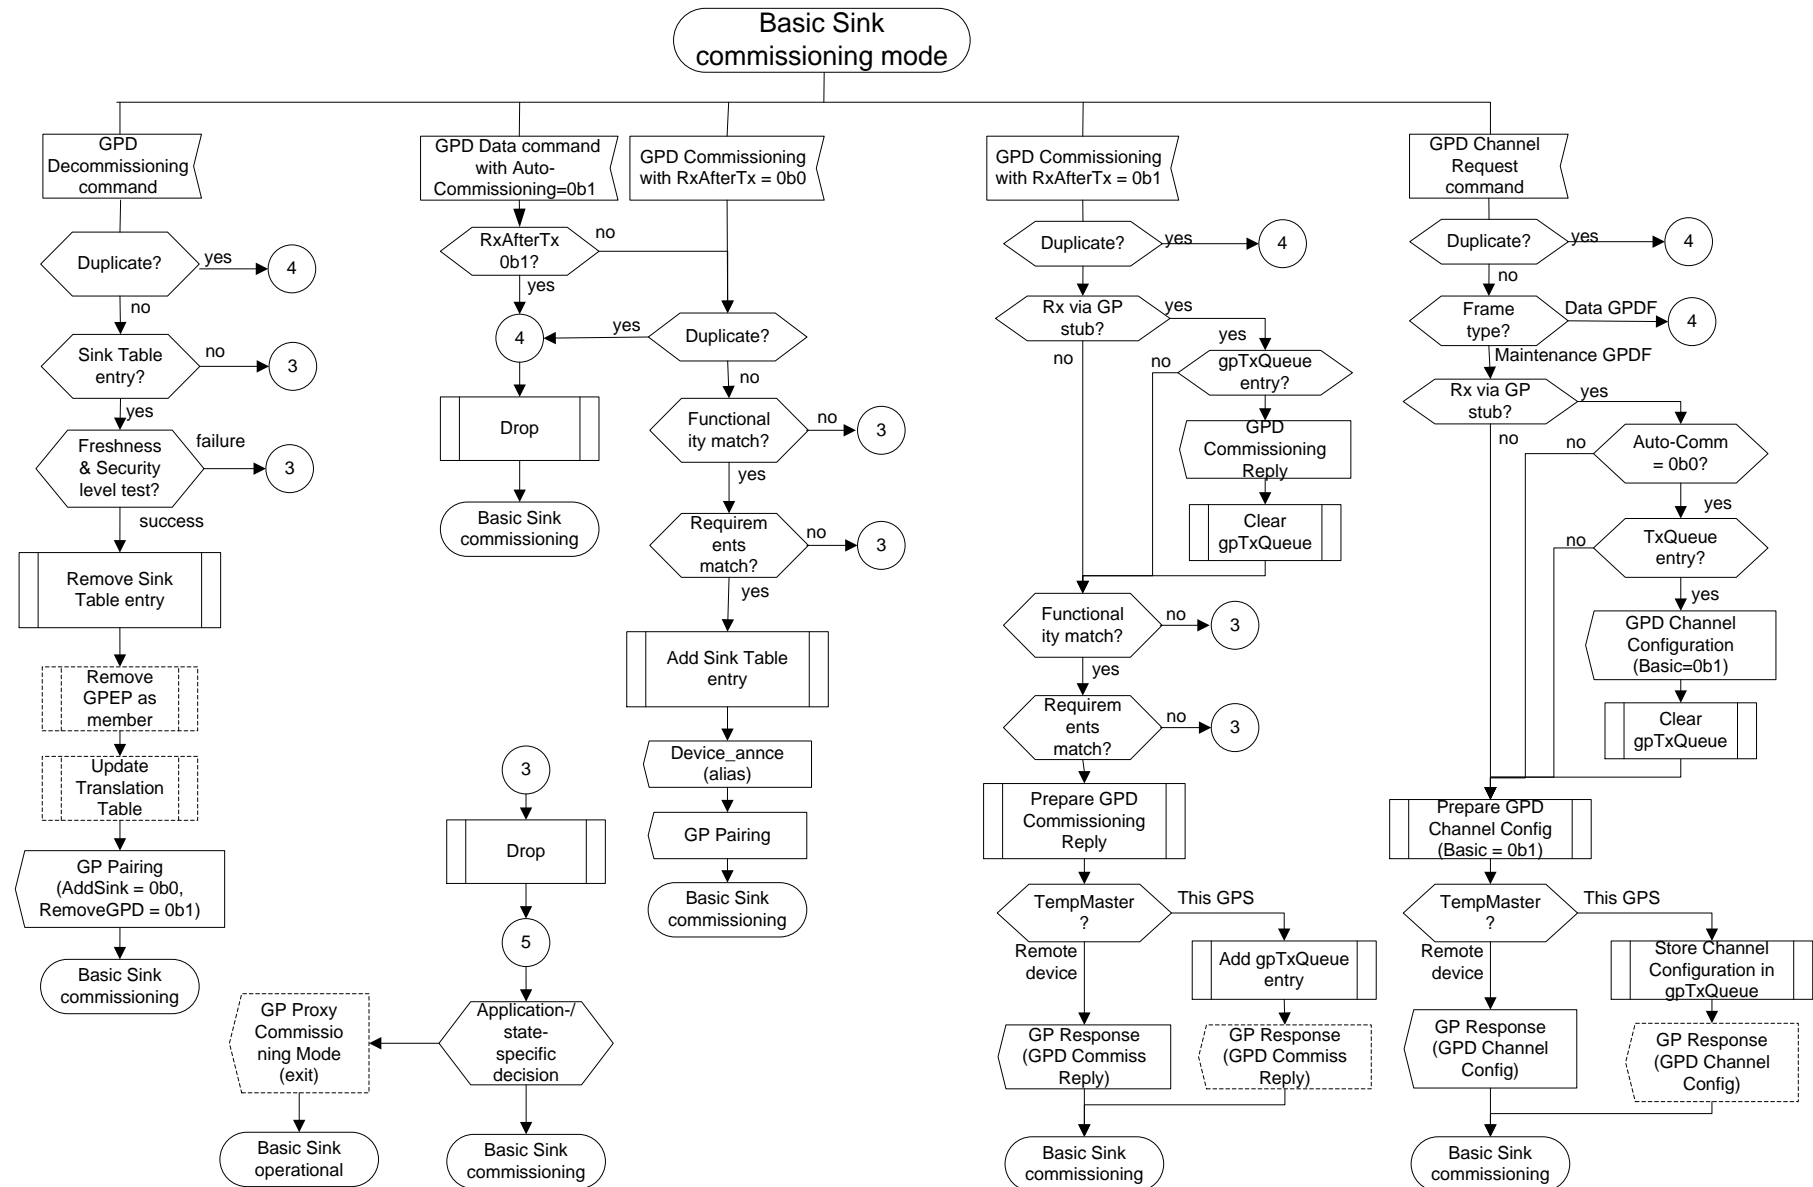 Basic Sink
commissioning mode
GPD
Decommissioning
command
Duplicate?
yes
4
no
Sink Table
entry?
no
3
yes
Freshness
& Security
level test?
failure
3
success
Remove Sink
Table entry
Remove
GPEP as
member
Update
Translation
Table
GP Pairing
(AddSink = 0b0,
RemoveGPD = 0b1)
Basic Sink
commissioning
GPD Data command
with Auto-
Commissioning=0b1
RxAfterTx
0b1?
no
yes
4
Drop
Basic Sink
commissioning
3
Drop
5
Application-/
state-
specific
decision
GP Proxy
Commissio
ning Mode
(exit)
Basic Sink
operational
Basic Sink
commissioning
GPD Commissioning
with RxAfterTx = 0b0
Duplicate?
yes
no
Functional
ity match?
no
3
yes
Requirem
ents
match?
no
3
yes
Add Sink Table
entry
Device_annce
(alias)
GP Pairing
Basic Sink
commissioning
GPD Commissioning
with RxAfterTx = 0b1
Duplicate?
yes
4
Rx via GP
stub?
yes
no
yes
gpTxQueue
entry?
no
GPD
Commissioning
Reply
Clear
gpTxQueue
Functional
ity match?
no
3
yes
Requirem
ents
match?
no
3
Prepare GPD
Commissioning
Reply
TempMaster
?
This GPS
Remote
device
Add gpTxQueue
entry
GP Response
(GPD Commiss
Reply)
GP Response
(GPD Commiss
Reply)
Basic Sink
commissioning
GPD Channel
Request
command
Duplicate?
yes
4
no
Frame
type?
Data GPDF
4
Maintenance GPDF
Rx via GP
stub?
yes
no
Auto-Comm
= 0b0?
no
yes
TxQueue
entry?
no
yes
GPD Channel
Configuration
(Basic=0b1)
Clear
gpTxQueue
Prepare GPD
Channel Config
(Basic = 0b1)
TempMaster
?
This GPS
Remote
device
Store Channel
Configuration in
gpTxQueue
GP Response
(GPD Channel
Config)
GP Response
(GPD Channel
Config)
Basic Sink
commissioning